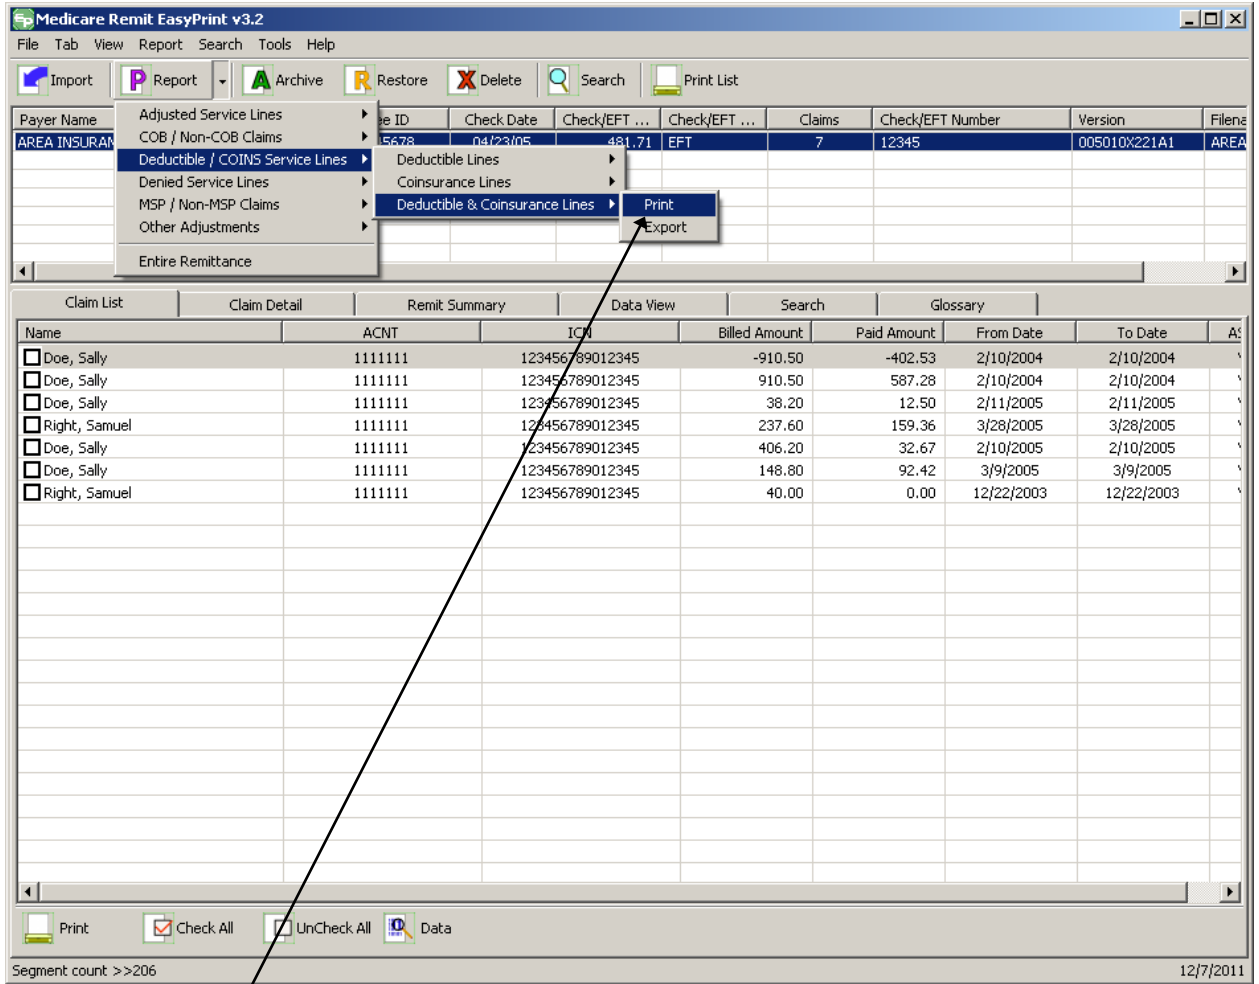 Medicare Remit EasyPrint v3.2
File Tab View Report Search Tools Help
Import Report Archive Restore Delete Search Print List
Payer Name ee ID Check Date Check/EFT ... Check/EFT ... Claims Check/EFT Number Version Filena
AREA INSURAN 45678 04/23/05 481.71 EFT 7 12345 005010X221A1 AREA
Adjusted Service Lines
COB / Non-COB Claims
Deductible / COINS Service Lines
Denied Service Lines
MSP / Non-MSP Claims
Other Adjustments
Entire Remittance
Deductible Lines
Coinsurance Lines
Deductible & Coinsurance Lines
Print
Export
Claim List Claim Detail Remit Summary Data View Search Glossary
Name ACNT ICN Billed Amount Paid Amount From Date To Date AS
Doe, Sally 1111111 123456789012345 -910.50 -402.53 2/10/2004 2/10/2004
Doe, Sally 1111111 123456789012345 910.50 587.28 2/10/2004 2/10/2004
Doe, Sally 1111111 123456789012345 38.20 12.50 2/11/2005 2/11/2005
Right, Samuel 1111111 123456789012345 237.60 159.36 3/28/2005 3/28/2005
Doe, Sally 1111111 123456789012345 406.20 32.67 2/10/2005 2/10/2005
Doe, Sally 1111111 123456789012345 148.80 92.42 3/9/2005 3/9/2005
Right, Samuel 1111111 123456789012345 40.00 0.00 12/22/2003 12/22/2003
Print Check All UnCheck All Data
Segment count >>206 12/7/2011